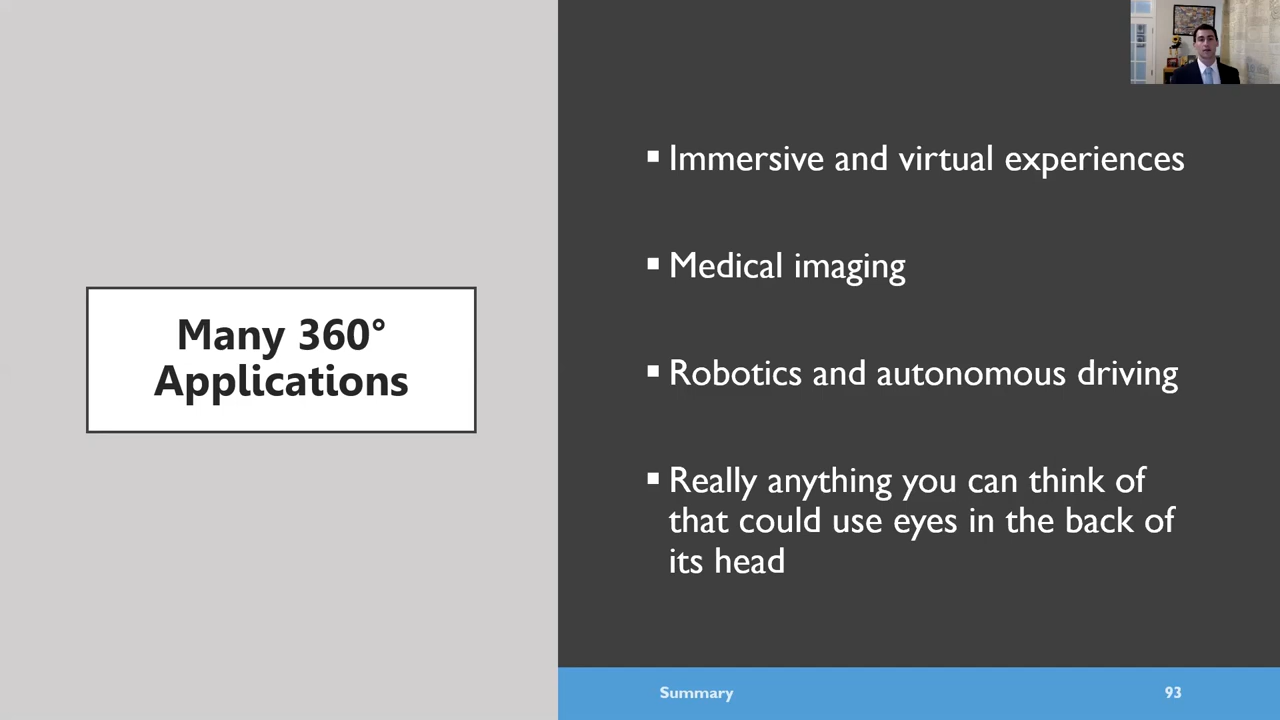 Many 360°
Applications
▪ Immersive and virtual experiences
▪ Medical imaging
▪ Robotics and autonomous driving
▪ Really anything you can think of
that could use eyes in the back of
its head
Summary
93